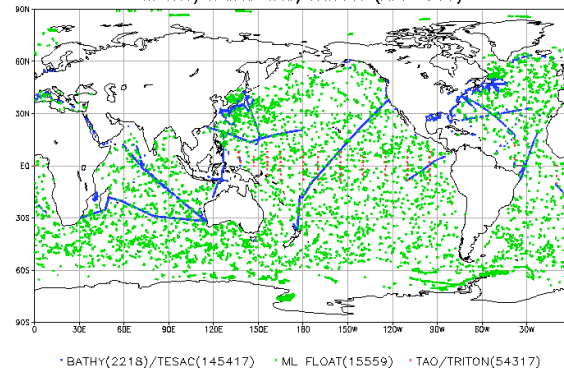 90N
60N
30N
EQ
30S
60S
90S
0 30E 60E 90E 120E 150E 180 150W 120W 90W 60W 30W
BATHY(2218)/TESAC(145417) ML FLOAT(15559) TAO/TRITON(54317)